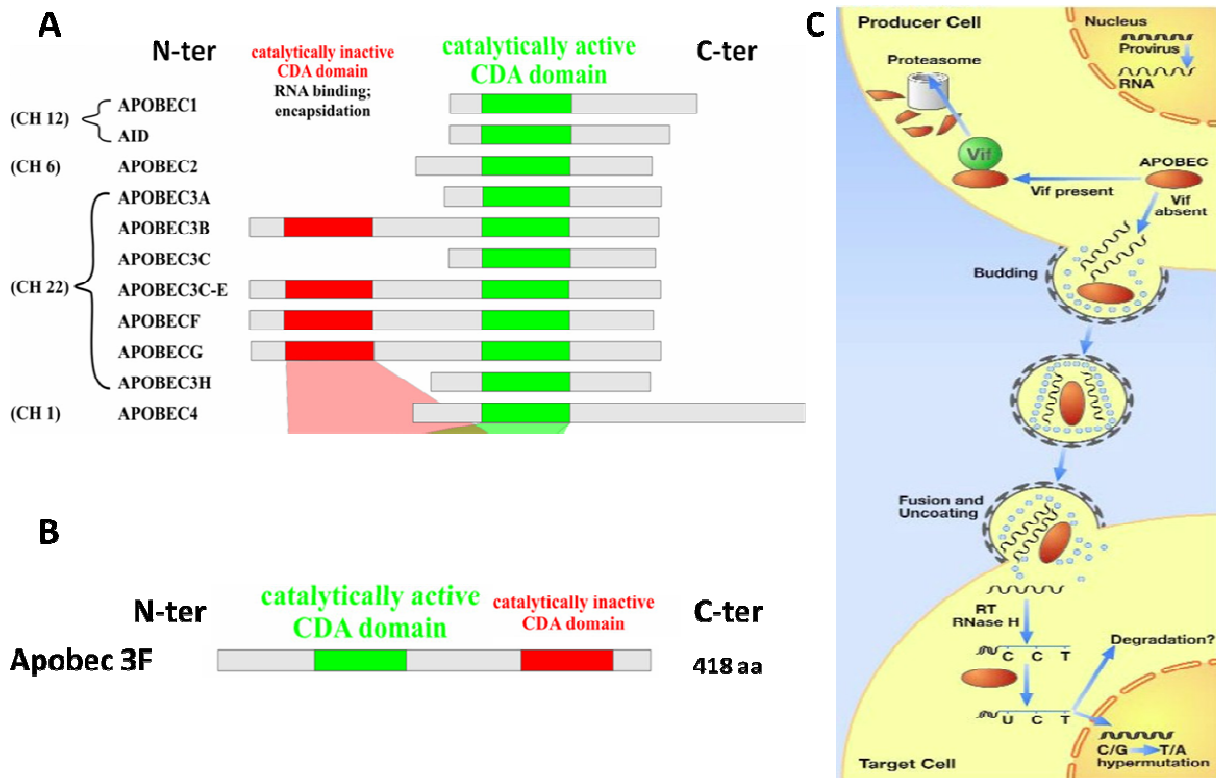 A
N-ter
catalytically inactive
CDA domain
RNA binding;
encapsidation
catalytically active
CDA domain
C-ter
(CH 12)
APOBEC1
AID
(CH 6)
APOBEC2
(CH 22)
APOBEC3A
APOBEC3B
APOBEC3C
APOBEC3C-E
APOBECF
APOBECG
APOBEC3H
(CH 1)
APOBEC4
B
N-ter
catalytically active
CDA domain
catalytically inactive
CDA domain
C-ter
Apobec 3F
418 aa
C
Producer Cell
Nucleus
Provirus
RNA
Proteasome
Vif
APOBEC
Vif present
Vif
absent
Budding
Fusion and
Uncoating
RT
RNase H
C C T
Degradation?
U C T
C/G T/A
hypermutation
Target Cell